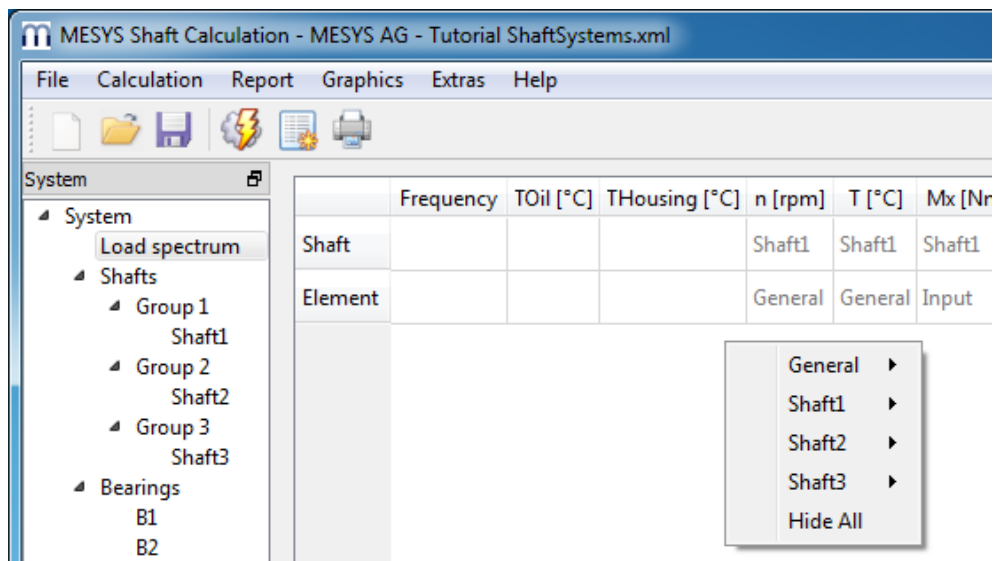 MESYS Shaft Calculation - MESYS AG - Tutorial ShaftSystems.xml
File Calculation Report Graphics Extras Help
System
System
Load spectrum
Shafts
Group 1
Shaft1
Group 2
Shaft2
Group 3
Shaft3
Bearings
B1
B2
Frequency TOil [°C] THousing [°C] n [rpm] T [°C] Mx [Nm
Shaft Shaft1 Shaft1 Shaft1
Element General General Input
General
Shaft1
Shaft2
Shaft3
Hide All